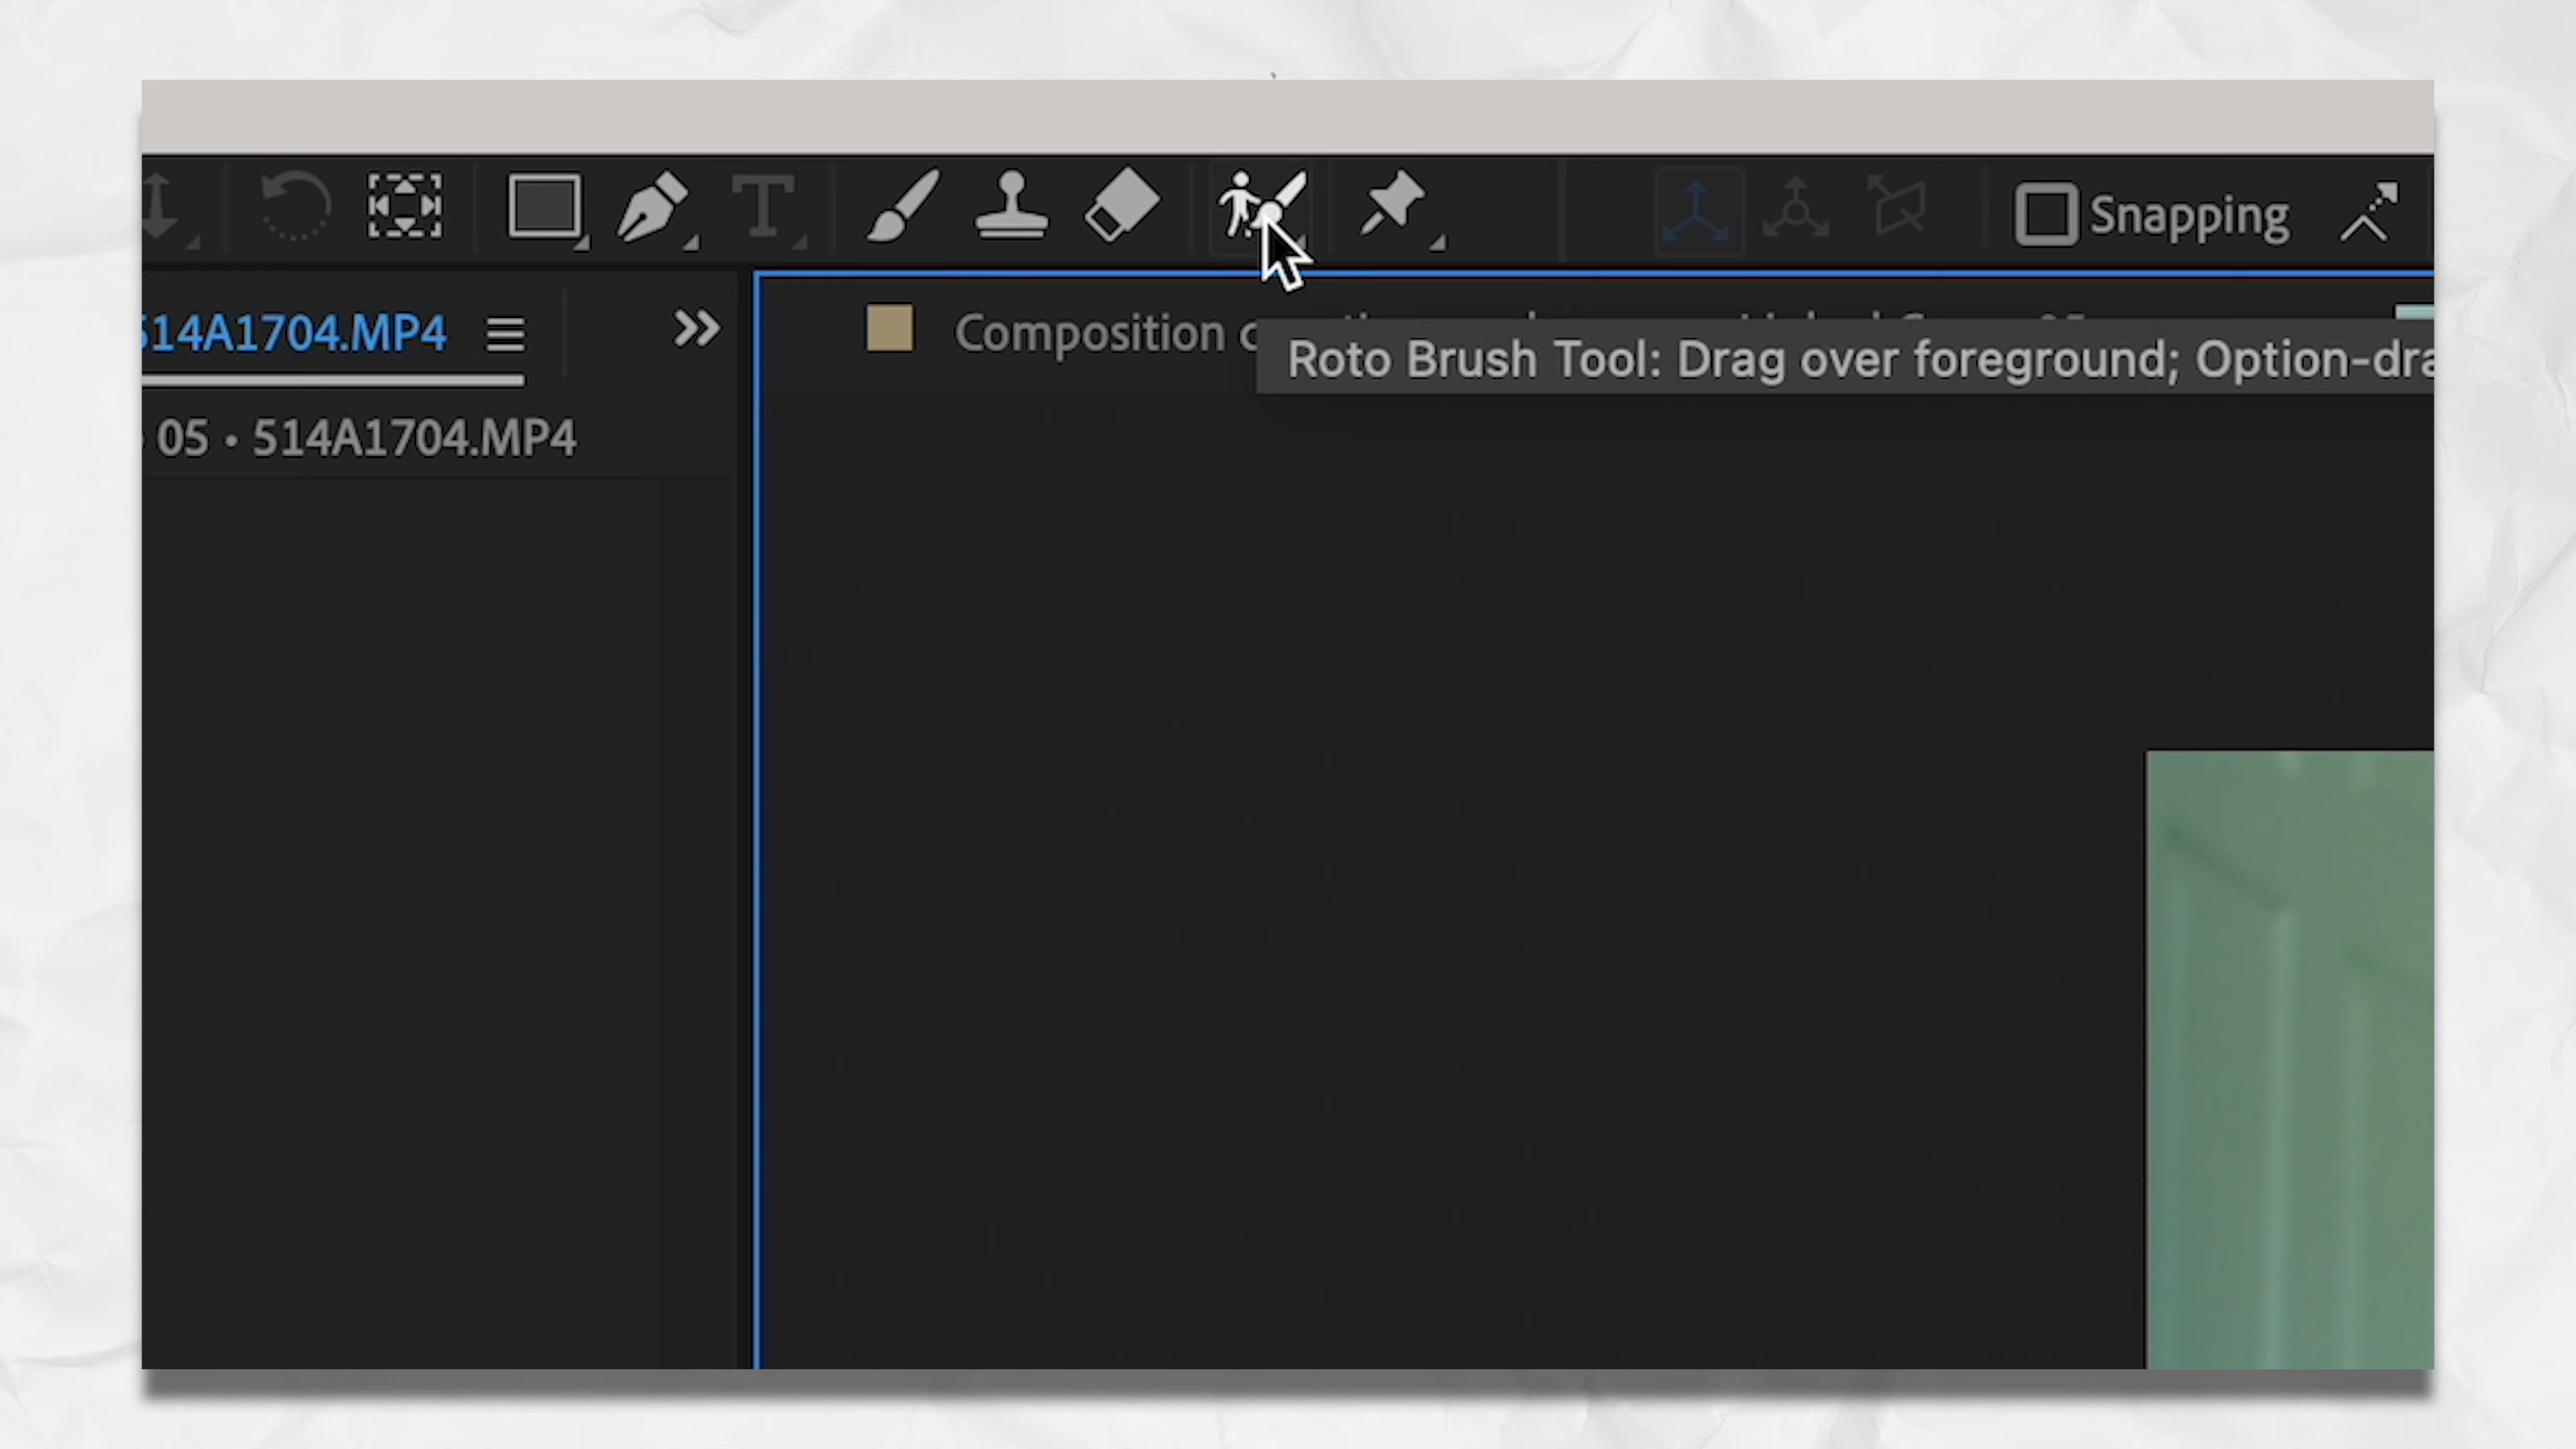 T
Snapping
514A1704.MP4
Composition
Roto Brush Tool: Drag over foreground; Option-dra
05 • 514A1704.MP4